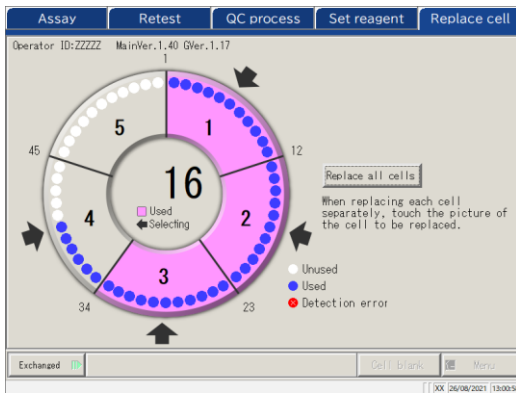 Assay Retest QC process Set reagent Replace cell
Operator ID:ZZZZZ MainVer.1.40 GVer.1.17
1
5 1
45 12
16
Replace all cells
Used
Selecting
When replacing each cell
separately, touch the picture of
the cell to be replaced.
4 2
Unused
3
Used
34 23
Detection error
Exchanged Cell blank Menu
XX 26/08/2021 13:00:5